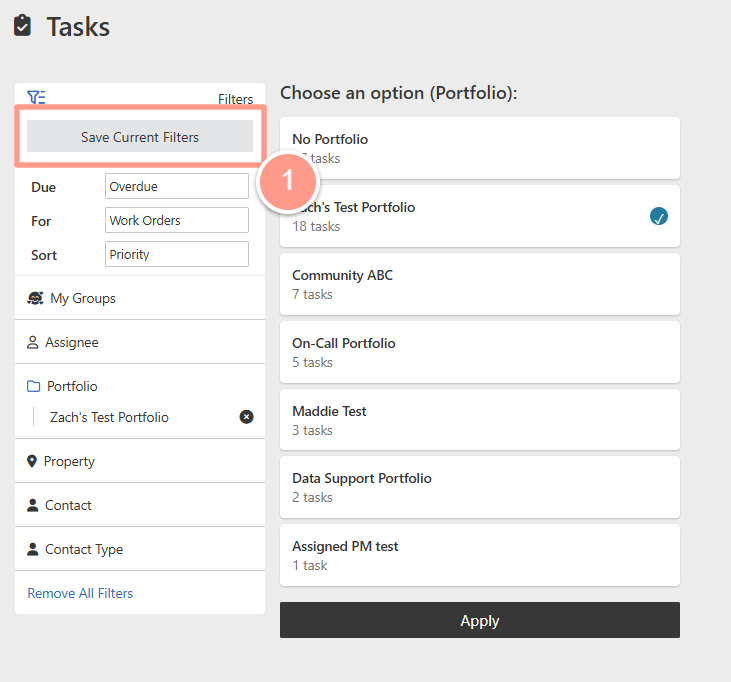 Tasks
Filters
Save Current Filters
1
Due Overdue
For Work Orders
Sort Priority
My Groups
Assignee
Portfolio
Zach's Test Portfolio
Property
Contact
Contact Type
Remove All Filters
Choose an option (Portfolio):
No Portfolio
tasks
Zach's Test Portfolio
18 tasks
Community ABC
7 tasks
On-Call Portfolio
5 tasks
Maddie Test
3 tasks
Data Support Portfolio
2 tasks
Assigned PM test
1 task
Apply